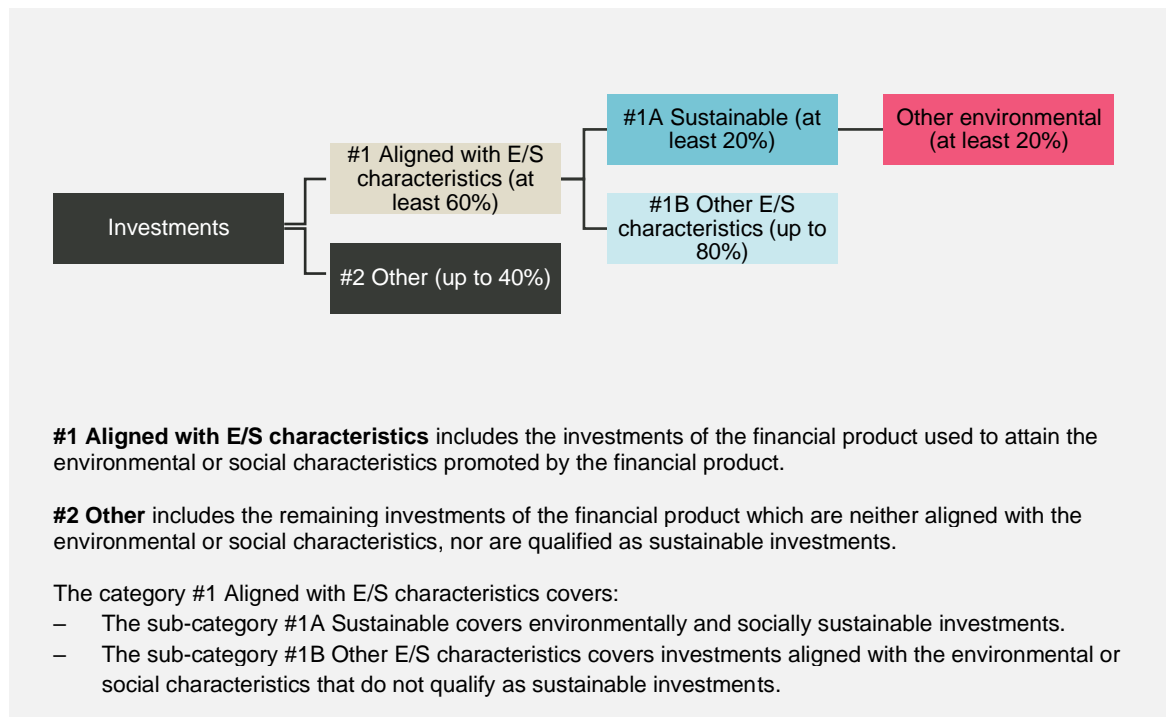 #1A Sustainable (at
least 20%)
Other environmental
(at least 20%)
#1 Aligned with E/S
characteristics (at
least 60%)
#1B Other E/S
characteristics (up to
80%)
Investments
#2 Other (up to 40%)
#1 Aligned with E/S characteristics includes the investments of the financial product used to attain the
environmental or social characteristics promoted by the financial product.
#2 Other includes the remaining investments of the financial product which are neither aligned with the
environmental or social characteristics, nor are qualified as sustainable investments.
The category #1 Aligned with E/S characteristics covers:
– The sub-category #1A Sustainable covers environmentally and socially sustainable investments.
– The sub-category #1B Other E/S characteristics covers investments aligned with the environmental or
social characteristics that do not qualify as sustainable investments.